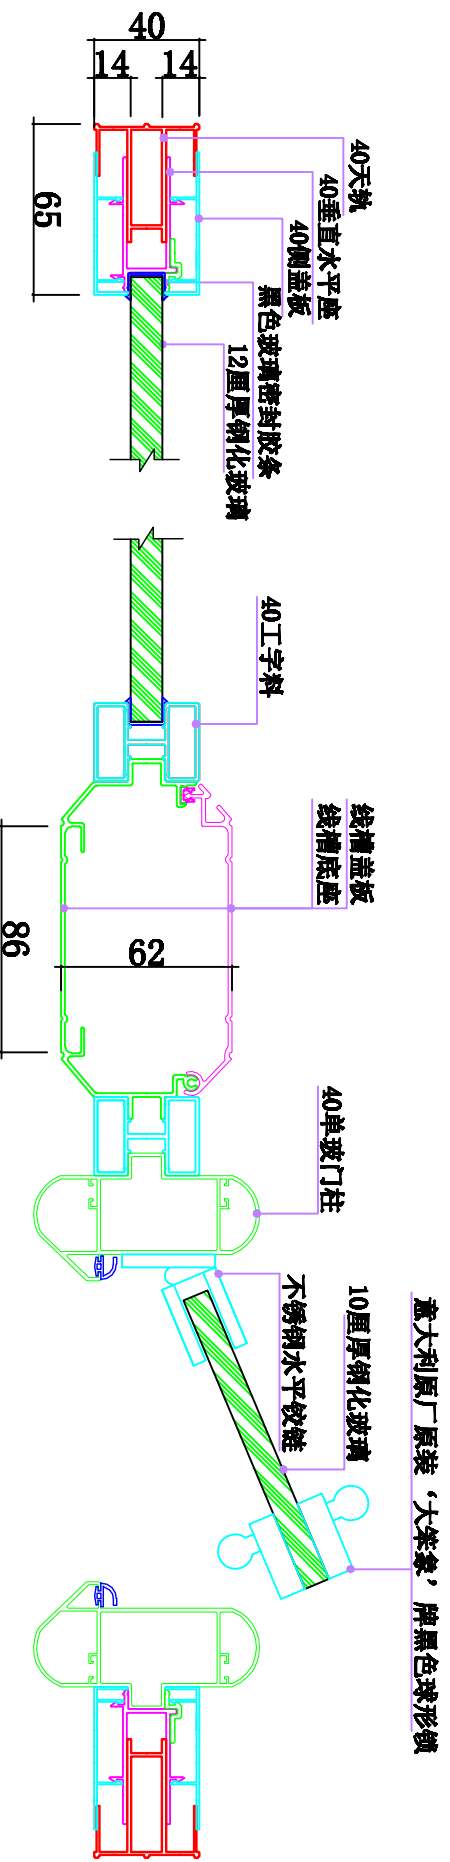 40
14
14
65
40天轨
40垂直水平座
40侧盖板
黑色玻璃密封胶条
12厘厚钢化玻璃
40工字料
线槽盖板
线槽底座
62
86
40单玻门柱
不锈钢水平铰链
10厘厚钢化玻璃
意大利原厂原装‘大笨象’牌黑色球形锁